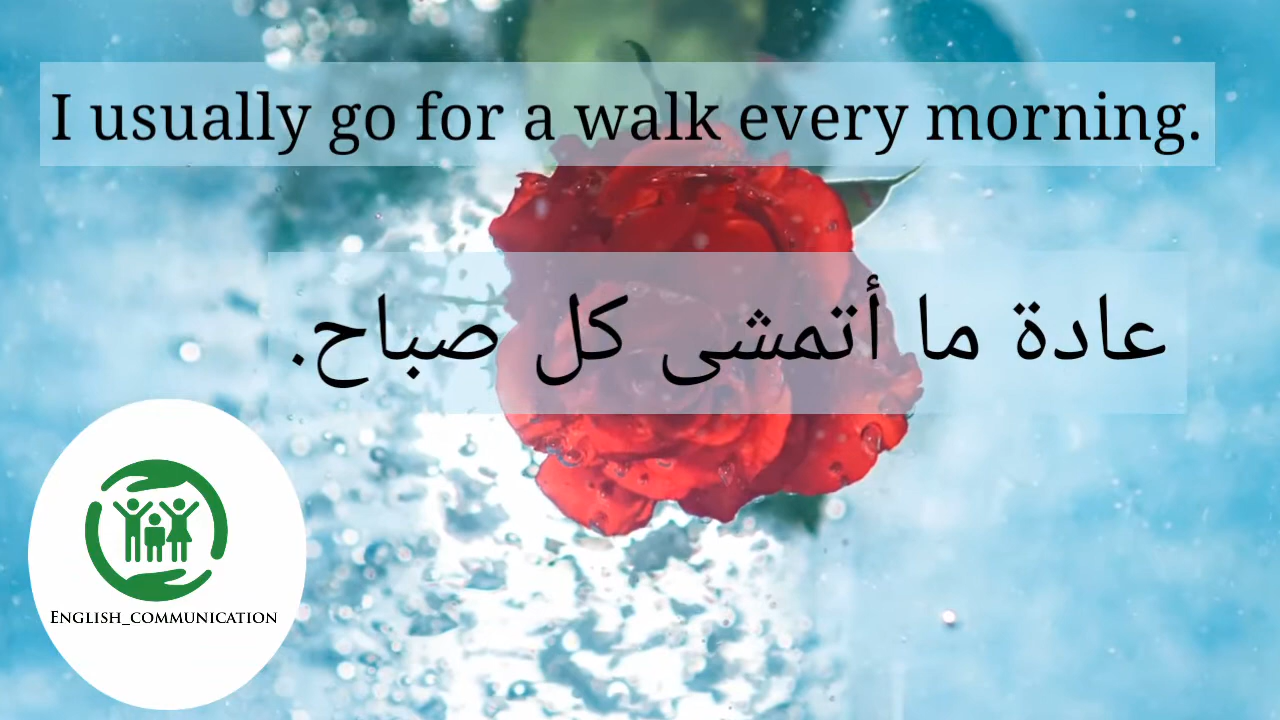 I usually go for a walk every morning.
عادة ما أتمشى كل صباح.
English_communication